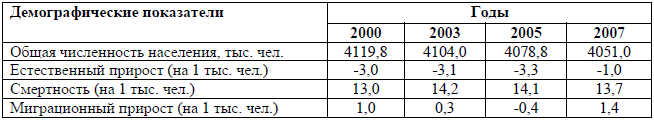 Демографические показатели Годы
2000 2003 2005 2007
Общая численность населения, тыс. чел. 4119,8 4104,0 4078,8 4051,0
Естественный прирост (на 1 тыс. чел.) -3,0 -3,1 -3,3 -1,0
Смертность (на 1 тыс. чел.) 13,0 14,2 14,1 13,7
Миграционный прирост (на 1 тыс. чел.) 1,0 0,3 -0,4 1,4